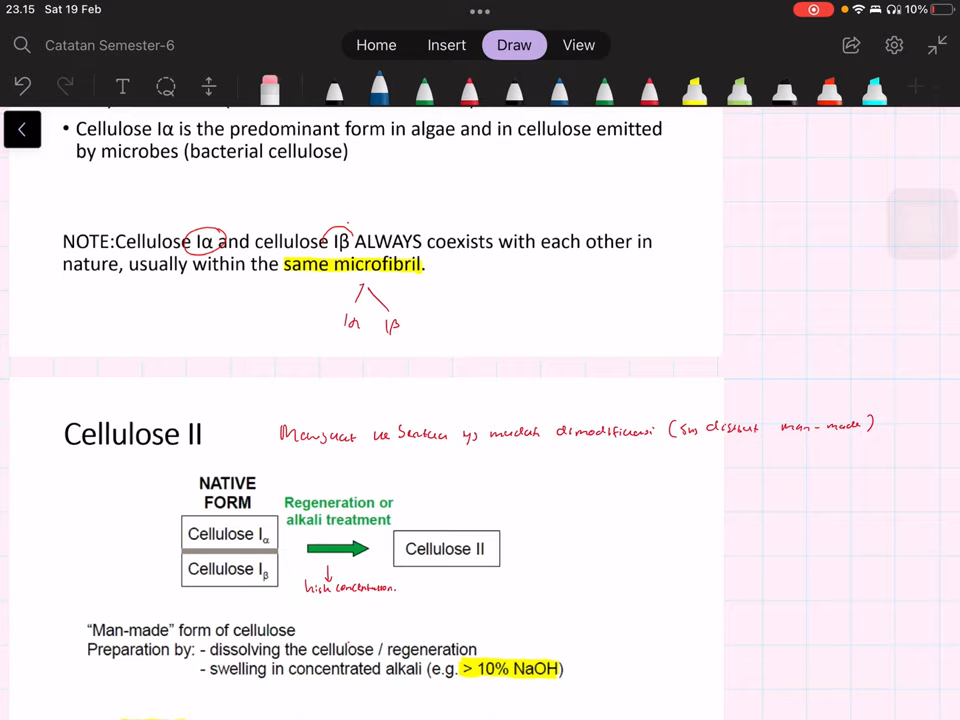 23.15 Sat 19 Feb
10%
Catatan Semester-6
Home Insert Draw View
• Cellulose Iα is the predominant form in algae and in cellulose emitted
by microbes (bacterial cellulose)
NOTE:Cellulose Iα and cellulose Iβ ALWAYS coexists with each other in
nature, usually within the same microfibril.
Iα Iβ
Cellulose II
ke bentuk yg mudah dimodifikasi ( disebut man-made)
NATIVE
FORM
Cellulose Iα
Cellulose Iβ
Regeneration or
alkali treatment
high concentration.
Cellulose II
“Man-made” form of cellulose
Preparation by: - dissolving the cellulose / regeneration
- swelling in concentrated alkali (e.g. > 10% NaOH)